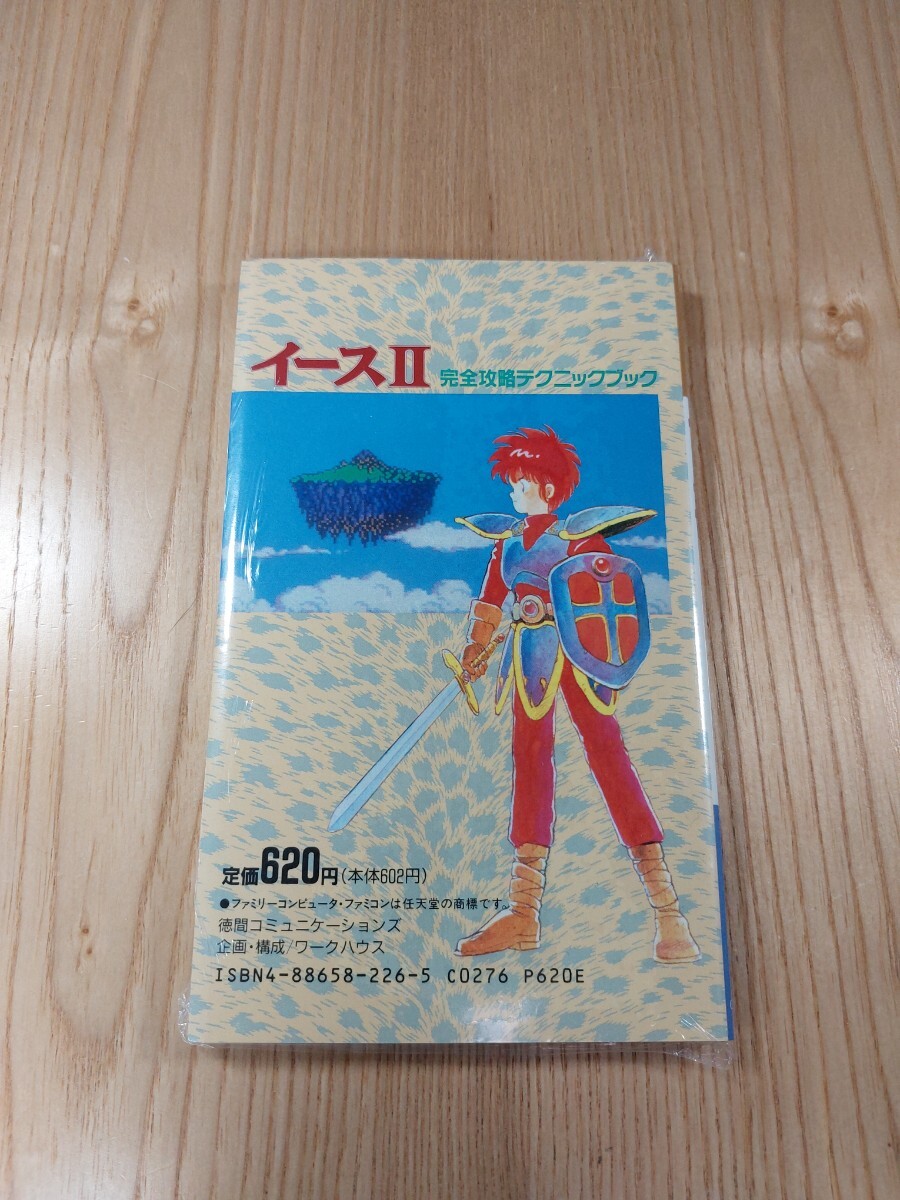 イースII 完全攻略テクニックブック
定価620円(本体602円)
●ファミリーコンピュータ・ファミコンは任天堂の商標です。
徳間コミュニケーションズ
企画・構成/ワークハウス
ISBN4-88658-226-5 C0276 P620E